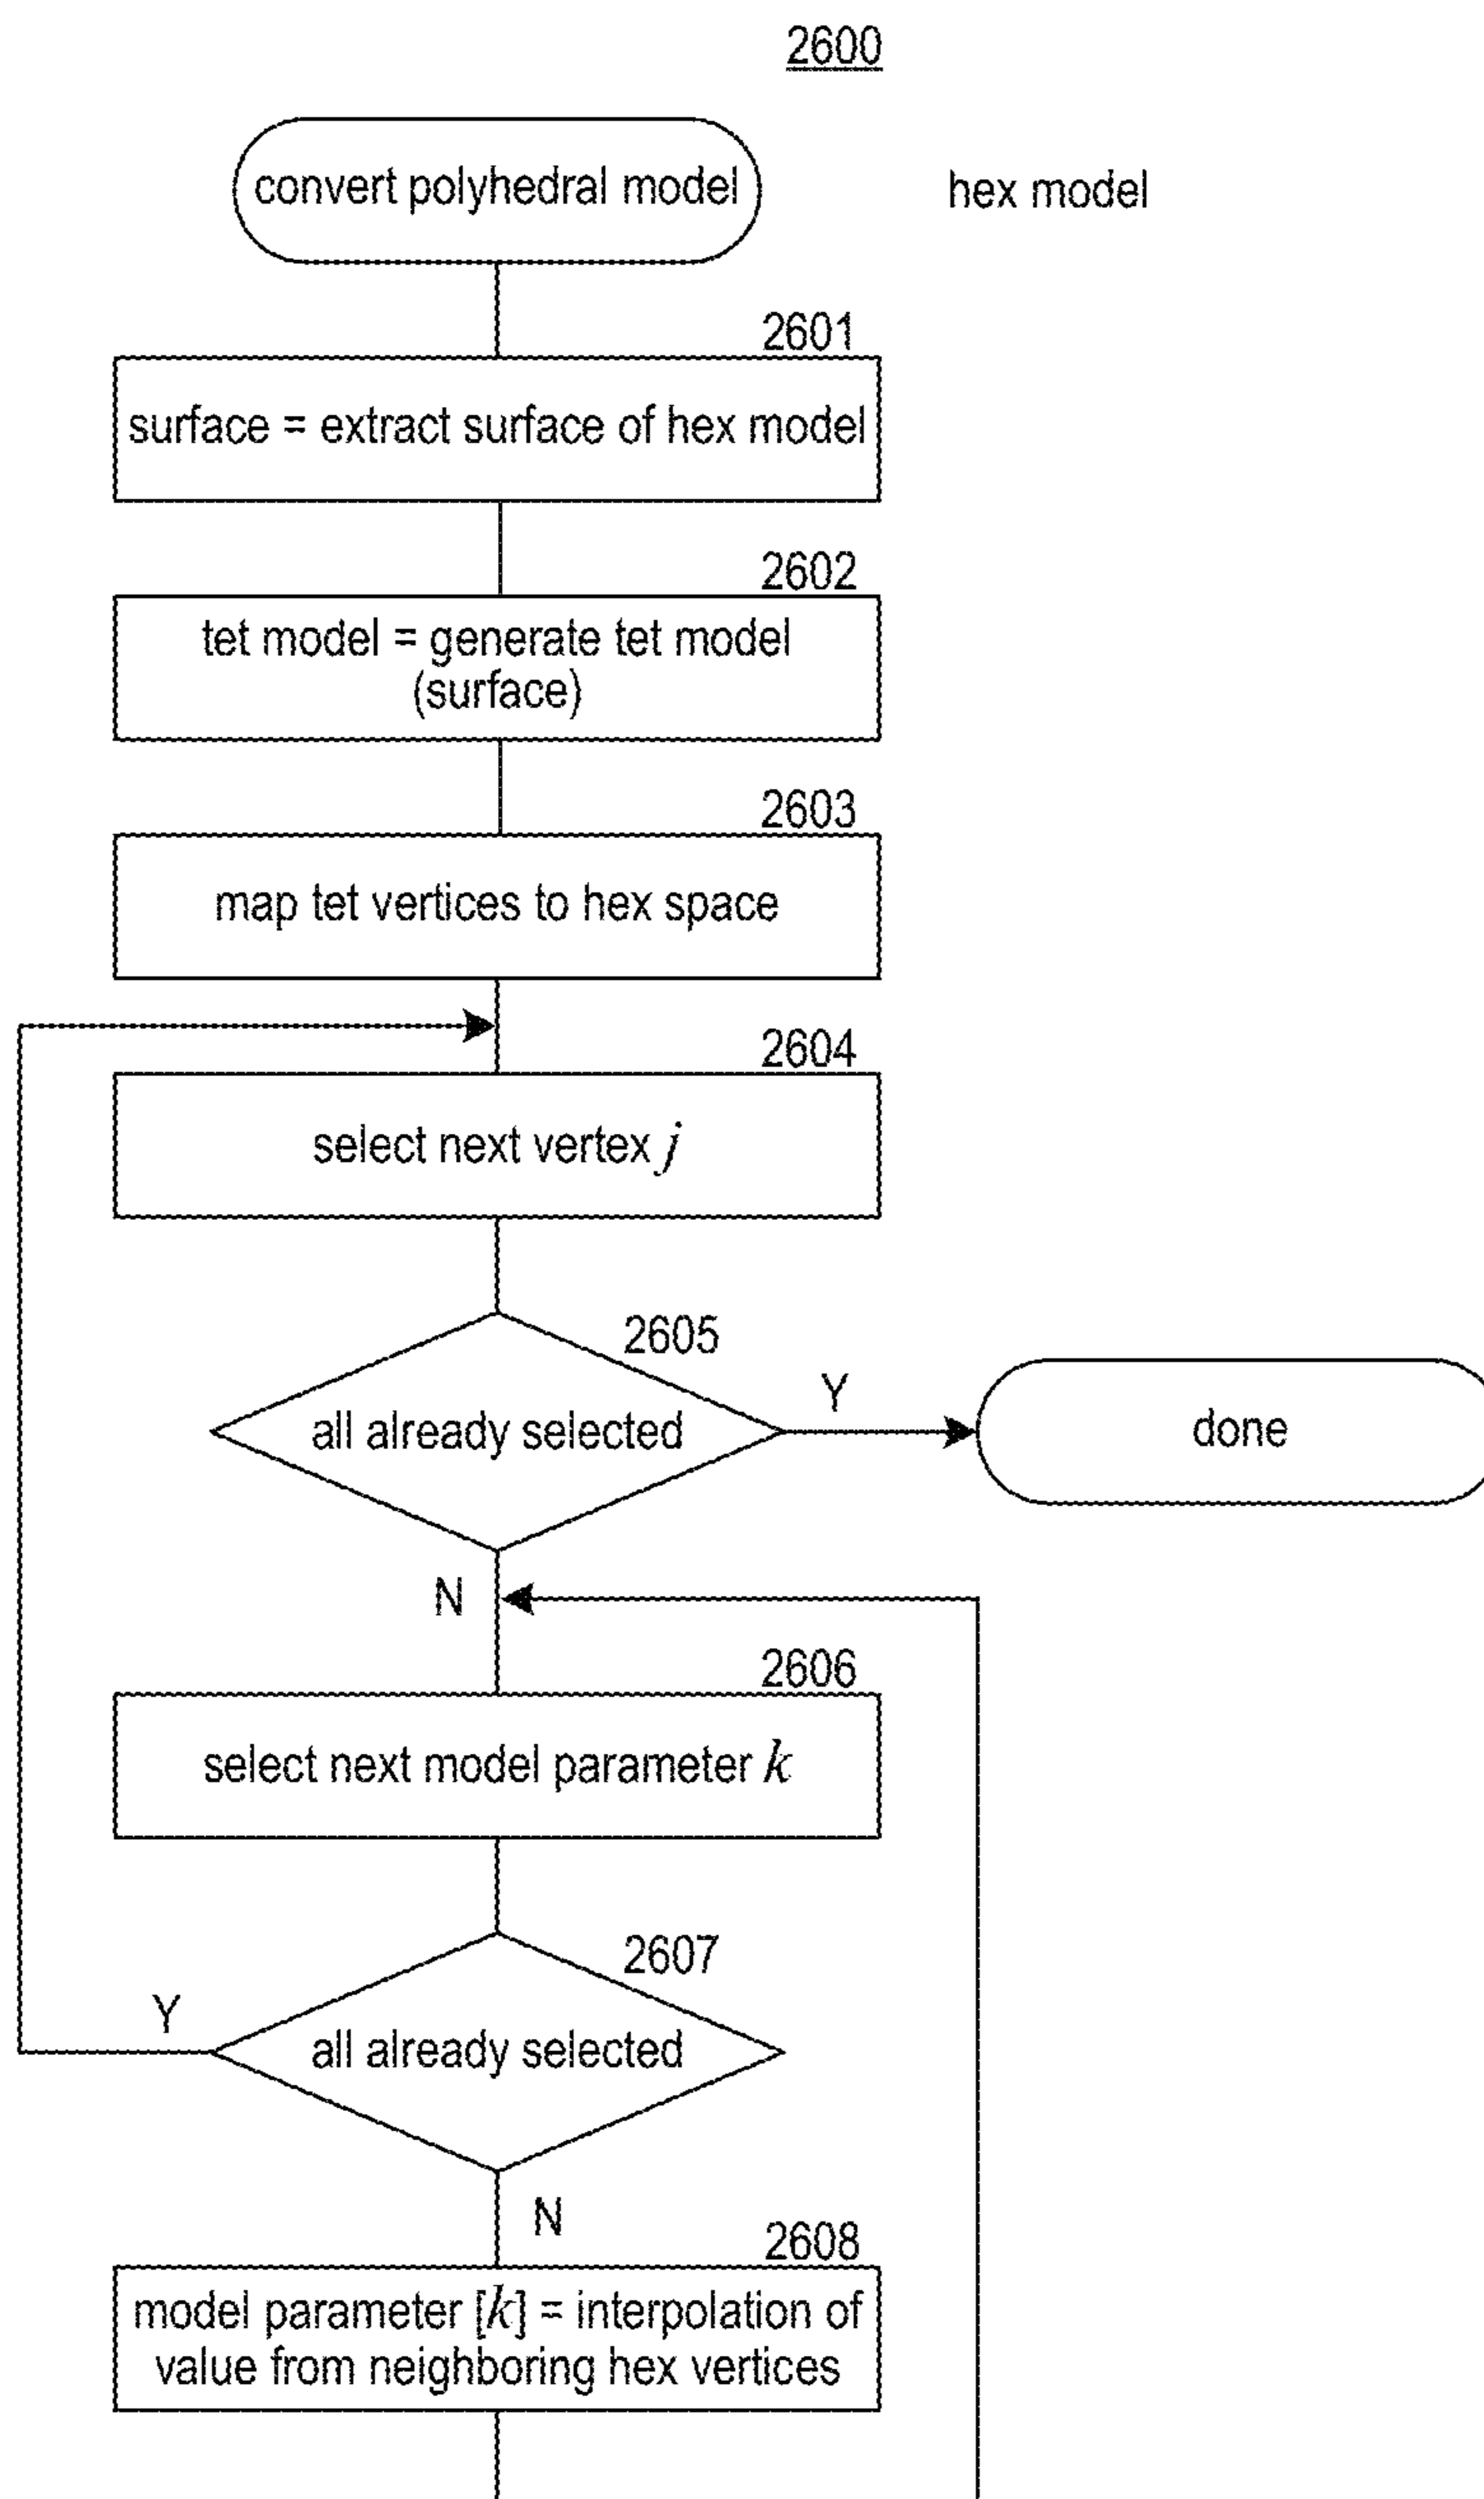 2600
convert polyhedral model
hex model
2601
surface = extract surface of hex model
2602
tet model = generate tet model
(surface)
2603
map tet vertices to hex space
2604
select next vertex j
2605
all already selected
Y
done
N
2606
select next model parameter k
2607
all already selected
Y
N
2608
model parameter [k] = interpolation of
value from neighboring hex vertices